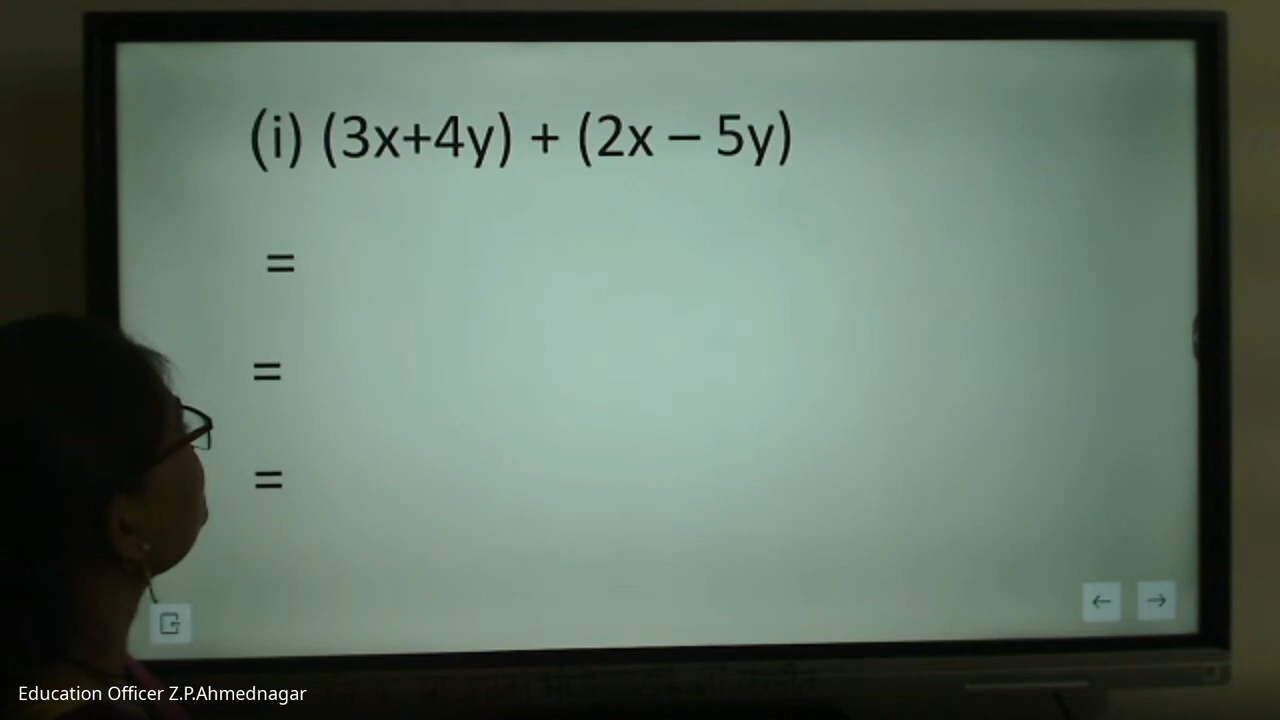 (i) (3x+4y) + (2x – 5y)
=
=
=
Education Officer Z.P.Ahmednagar